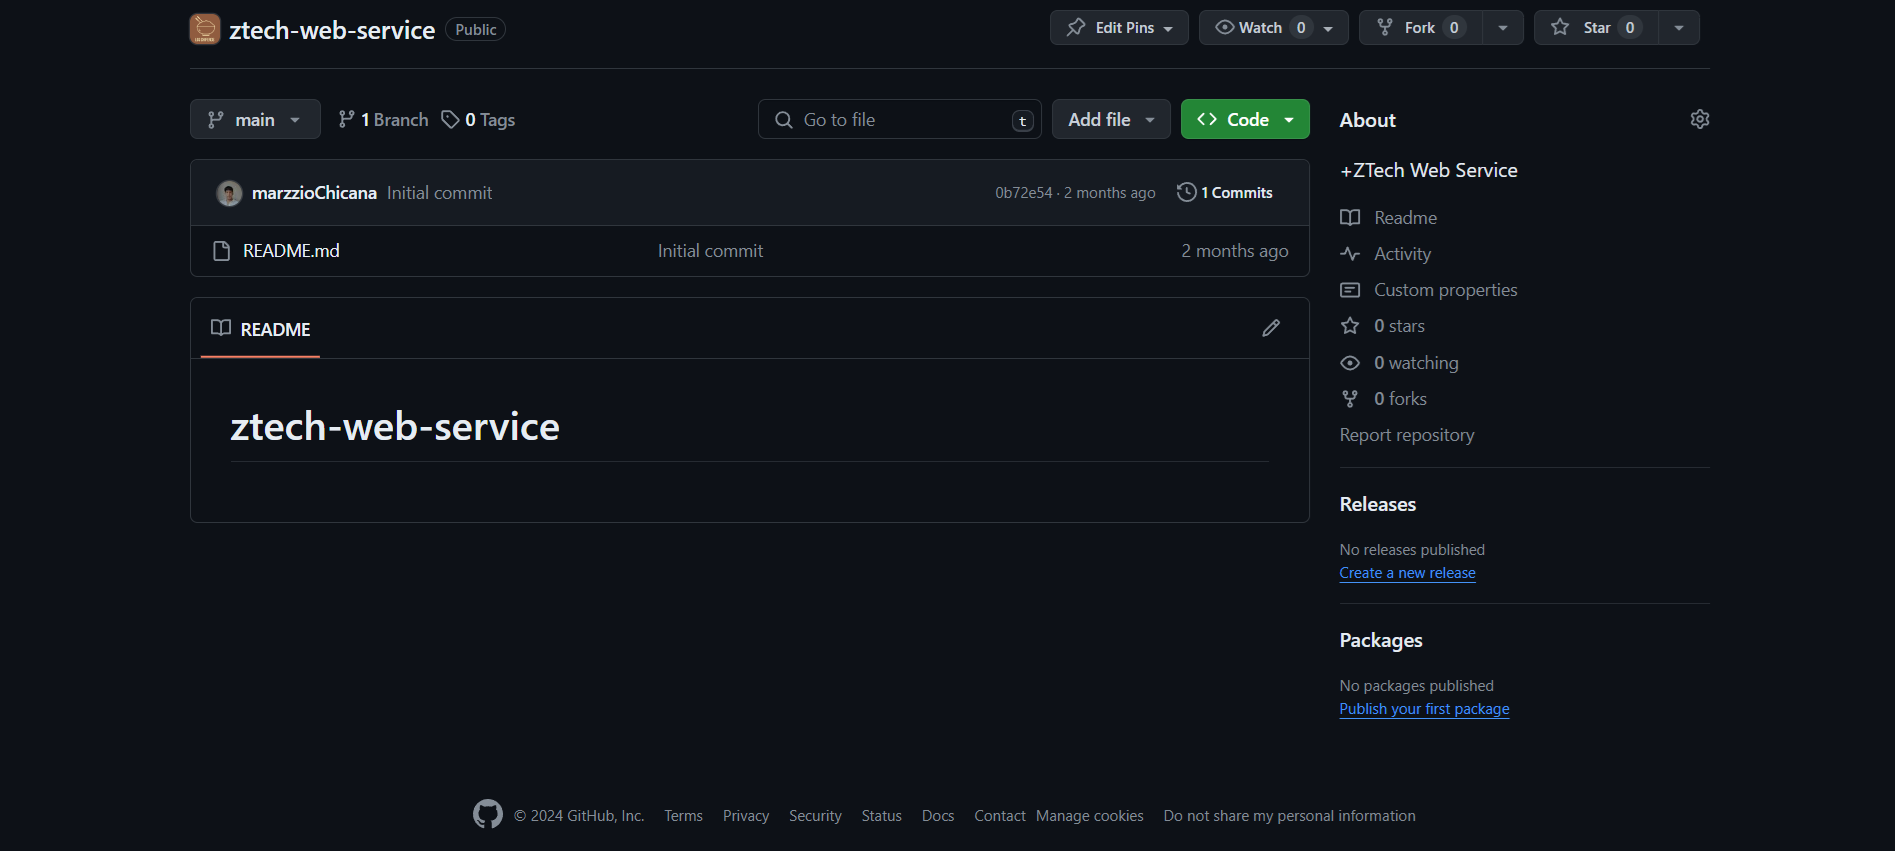 ztech-web-service Public Edit Pins Watch 0 Fork 0 Star 0
main 1 Branch 0 Tags Go to file t Add file Code
marzzioChicana Initial commit 0b72e54 · 2 months ago 1 Commits
README.md Initial commit 2 months ago
README
ztech-web-service
About
+ZTech Web Service
Readme
Activity
Custom properties
0 stars
0 watching
0 forks
Report repository
Releases
No releases published
Create a new release
Packages
No packages published
Publish your first package
© 2024 GitHub, Inc. Terms Privacy Security Status Docs Contact Manage cookies Do not share my personal information